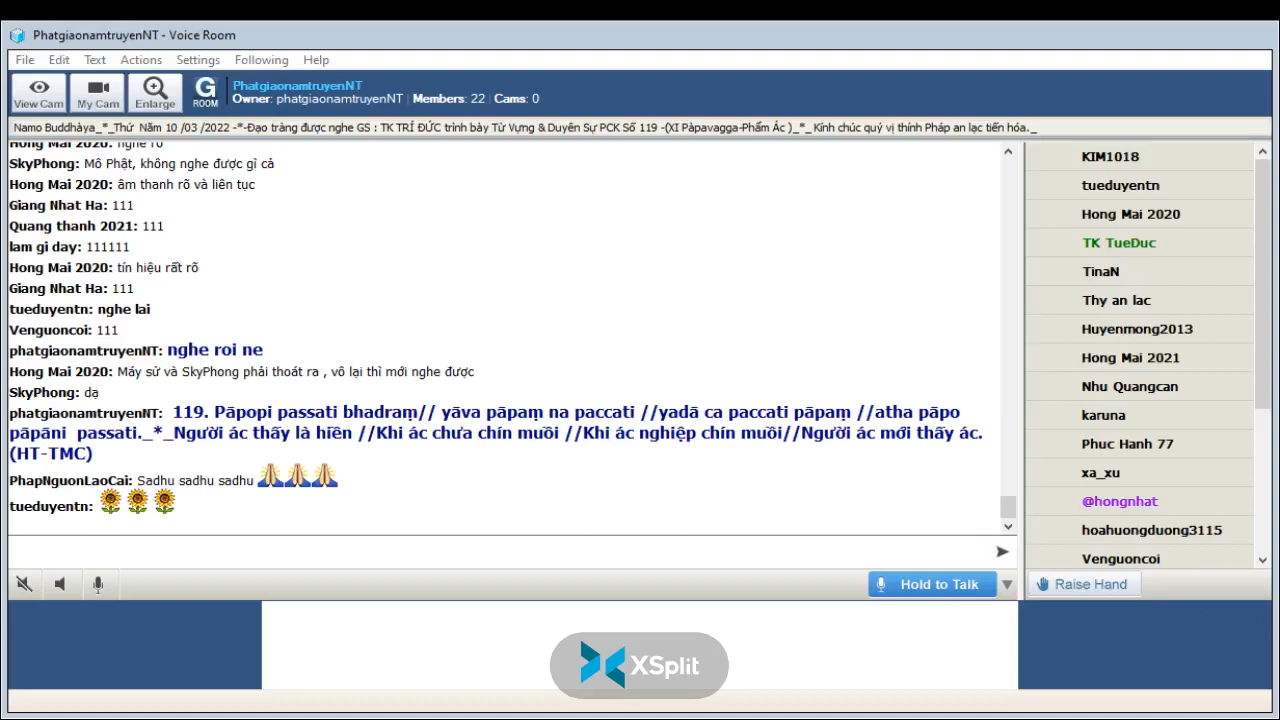 PhatgiaonamtruyenNT - Voice Room
File Edit Text Actions Settings Following Help
View Cam My Cam Enlarge G ROOM
PhatgiaonamtruyenNT
Owner: phatgiaonamtruyenNT | Members: 22 | Cams: 0
Namo Buddhàya_*_Thứ Năm 10 /03 /2022 -*-Đạo tràng được nghe GS : TK TRÍ ĐỨC trình bày Từ Vựng & Duyên Sự PCK Số 119 -(XI Pàpavagga-Phẩm Ác )_*_ Kính chúc quý vị thính Pháp an lạc tiến hóa._
Hong Mai 2020: nghe rõ
SkyPhong: Mô Phật, không nghe được gì cả
Hong Mai 2020: âm thanh rõ và liên tục
Giang Nhat Ha: 111
Quang thanh 2021: 111
lam gi day: 111111
Hong Mai 2020: tín hiệu rất rõ
Giang Nhat Ha: 111
tueduyentn: nghe lai
Venguoncoi: 111
phatgiaonamtruyenNT: nghe roi ne
Hong Mai 2020: Máy sử và SkyPhong phải thoát ra , vô lại thì mới nghe được
SkyPhong: dạ
phatgiaonamtruyenNT: 119. Pāpopi passati bhadraṃ// yāva pāpaṃ na paccati //yadā ca paccati pāpaṃ //atha pāpo
pāpāni passati._*_Người ác thấy là hiền //Khi ác chưa chín muồi //Khi ác nghiệp chín muồi//Người ác mới thấy ác.
(HT-TMC)
PhapNguonLaoCai: Sadhu sadhu sadhu
tueduyentn:
KIM1018
tueduyentn
Hong Mai 2020
TK TueDuc
TinaN
Thy an lac
Huyenmong2013
Hong Mai 2021
Nhu Quangcan
karuna
Phuc Hanh 77
xa_xu
@hongnhat
hoahuongduong3115
Venguoncoi
Hold to Talk
Raise Hand
XSplit